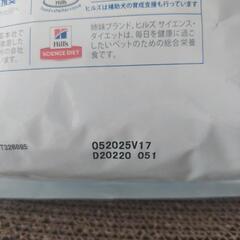 ヒルズは補助犬の育成支援も行っています
Hill's
SCIENCE DIET
姉妹ブランド、ヒルズ サイエンス・
ダイエットは、毎日を健康に過ご
したいペットのための総合栄養
食です。
052025V17
D20220 051